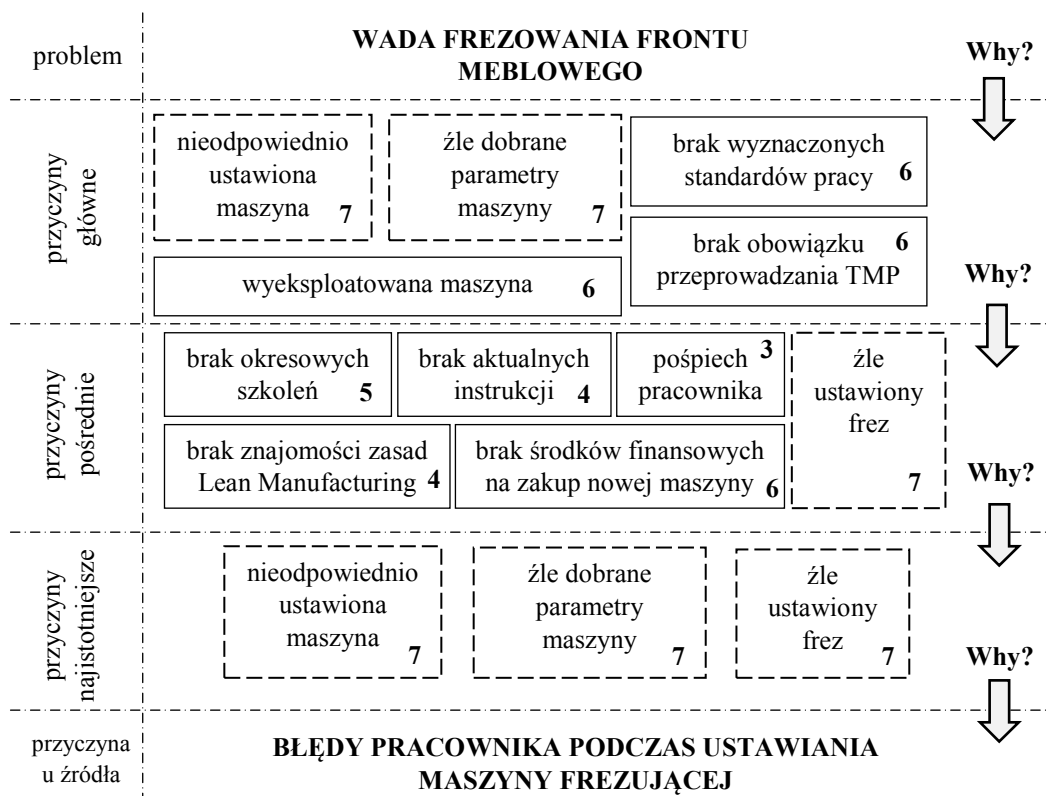 problem
WADA FREZOWANIA FRONTU
MEBLOWEGO
Why?
przyczyny
główne
nieodpowiednio
ustawiona
maszyna 7
źle dobrane
parametry
maszyny 7
brak wyznaczonych
standardów pracy 6
brak obowiązku 6
przeprowadzania TMP
wyeksploatowana maszyna 6
Why?
przyczyny
pośrednie
brak okresowych
szkoleń 5
brak aktualnych
instrukcji 4
pośpiech 3
pracownika
źle
ustawiony
frez
7
brak znajomości zasad
Lean Manufacturing 4
brak środków finansowych
na zakup nowej maszyny 6
Why?
przyczyny
najistotniejsze
nieodpowiednio
ustawiona
maszyna
7
źle dobrane
parametry
maszyny
7
źle
ustawiony
frez
7
Why?
przyczyna
u źródła
BŁĘDY PRACOWNIKA PODCZAS USTAWIANIA
MASZYNY FREZUJĄCEJ